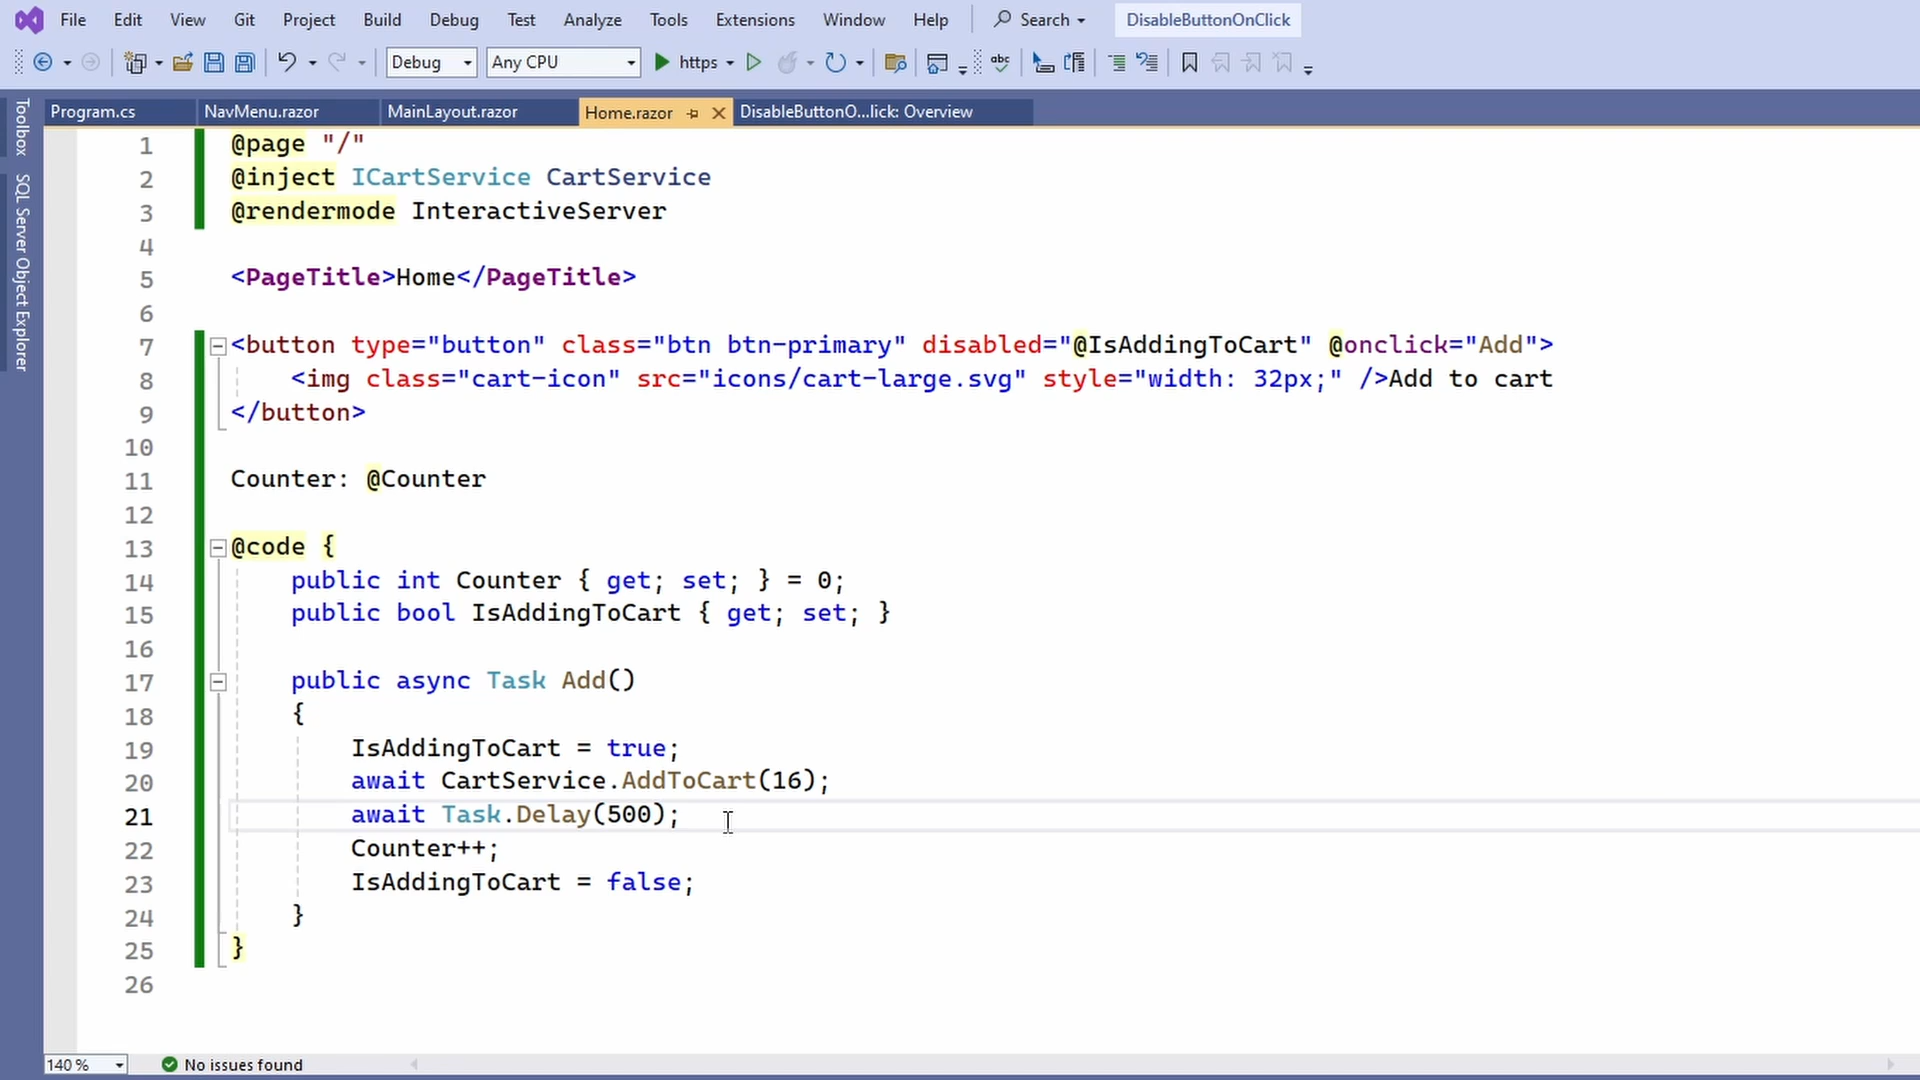 File Edit View Git Project Build Debug Test Analyze Tools Extensions Window Help Search DisableButtonOnClick
Debug Any CPU https abc
Program.cs NavMenu.razor MainLayout.razor Home.razor DisableButtonO...lick: Overview
Toolbox
SQL Server Object Explorer
1 @page "/"
2 @inject ICartService CartService
3 @rendermode InteractiveServer
4
5 <PageTitle>Home</PageTitle>
6
7 <button type="button" class="btn btn-primary" disabled="@IsAddingToCart" @onclick="Add">
8     <img class="cart-icon" src="icons/cart-large.svg" style="width: 32px;" />Add to cart
9 </button>
10
11 Counter: @Counter
12
13 @code {
14     public int Counter { get; set; } = 0;
15     public bool IsAddingToCart { get; set; }
16
17     public async Task Add()
18     {
19         IsAddingToCart = true;
20         await CartService.AddToCart(16);
21         await Task.Delay(500);
22         Counter++;
23         IsAddingToCart = false;
24     }
25 }
26
140 % No issues found